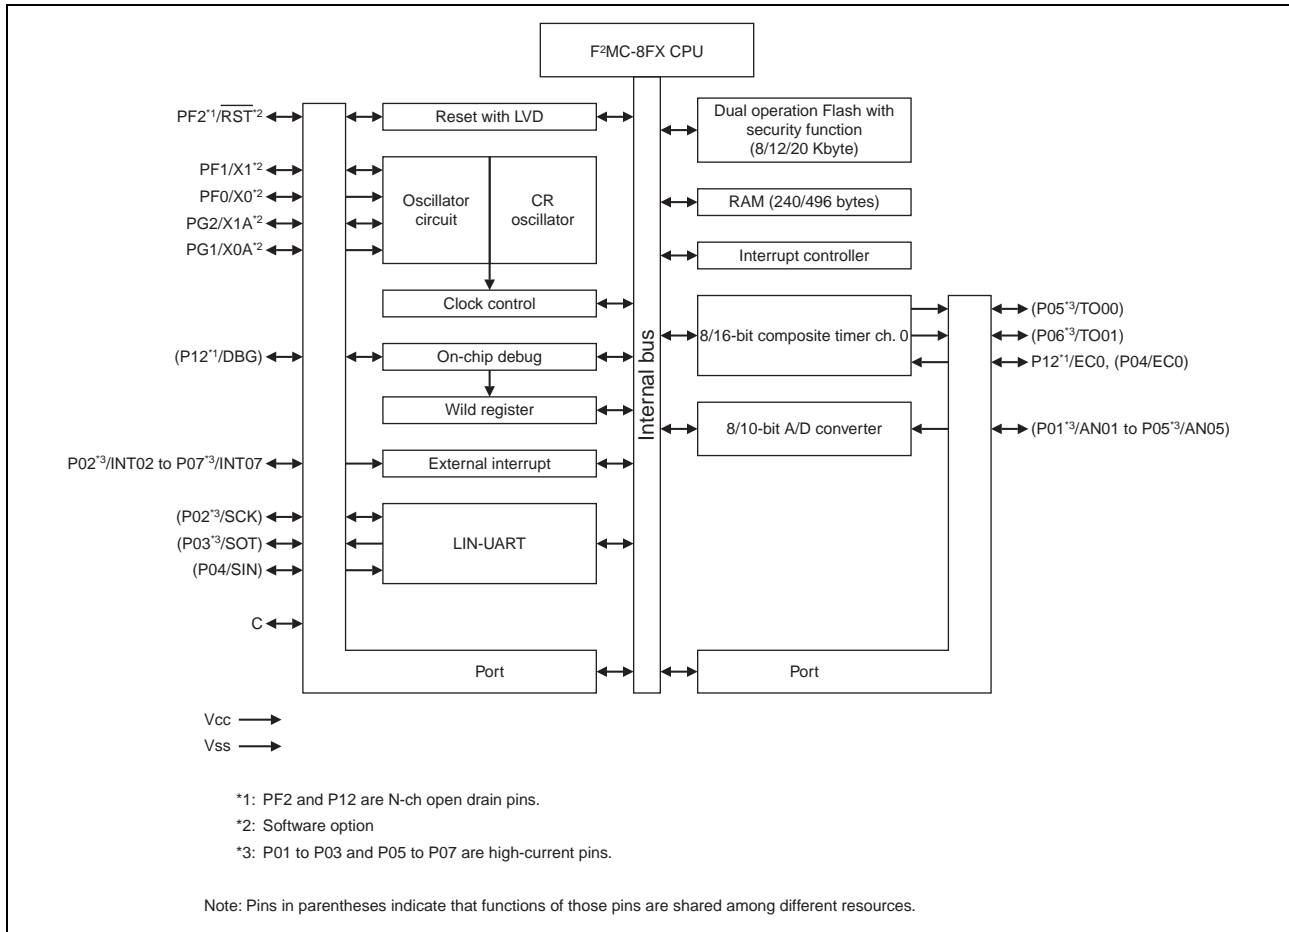 F²MC-8FX CPU
PF2*1/RST*2
Reset with LVD
Dual operation Flash with
security function
(8/12/20 Kbyte)
PF1/X1*2
PF0/X0*2
PG2/X1A*2
PG1/X0A*2
Oscillator
circuit
CR
oscillator
RAM (240/496 bytes)
Interrupt controller
Clock control
(P12*1/DBG)
On-chip debug
Wild register
Internal bus
8/16-bit composite timer ch. 0
(P05*3/TO00)
(P06*3/TO01)
P12*1/EC0, (P04/EC0)
8/10-bit A/D converter
(P01*3/AN01 to P05*3/AN05)
P02*3/INT02 to P07*3/INT07
External interrupt
(P02*3/SCK)
(P03*3/SOT)
(P04/SIN)
LIN-UART
C
Port
Port
Vcc
Vss
*1: PF2 and P12 are N-ch open drain pins.
*2: Software option
*3: P01 to P03 and P05 to P07 are high-current pins.
Note: Pins in parentheses indicate that functions of those pins are shared among different resources.